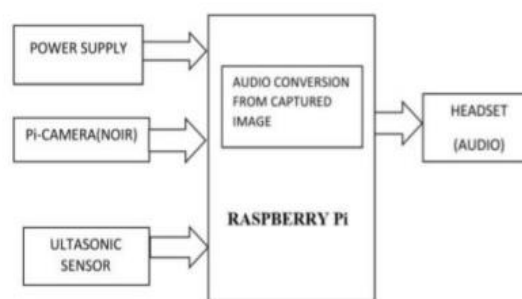 POWER SUPPLY
Pi-CAMERA(NOIR)
ULTASONIC
SENSOR
AUDIO CONVERSION
FROM CAPTURED
IMAGE
RASPBERRY Pi
HEADSET
(AUDIO)